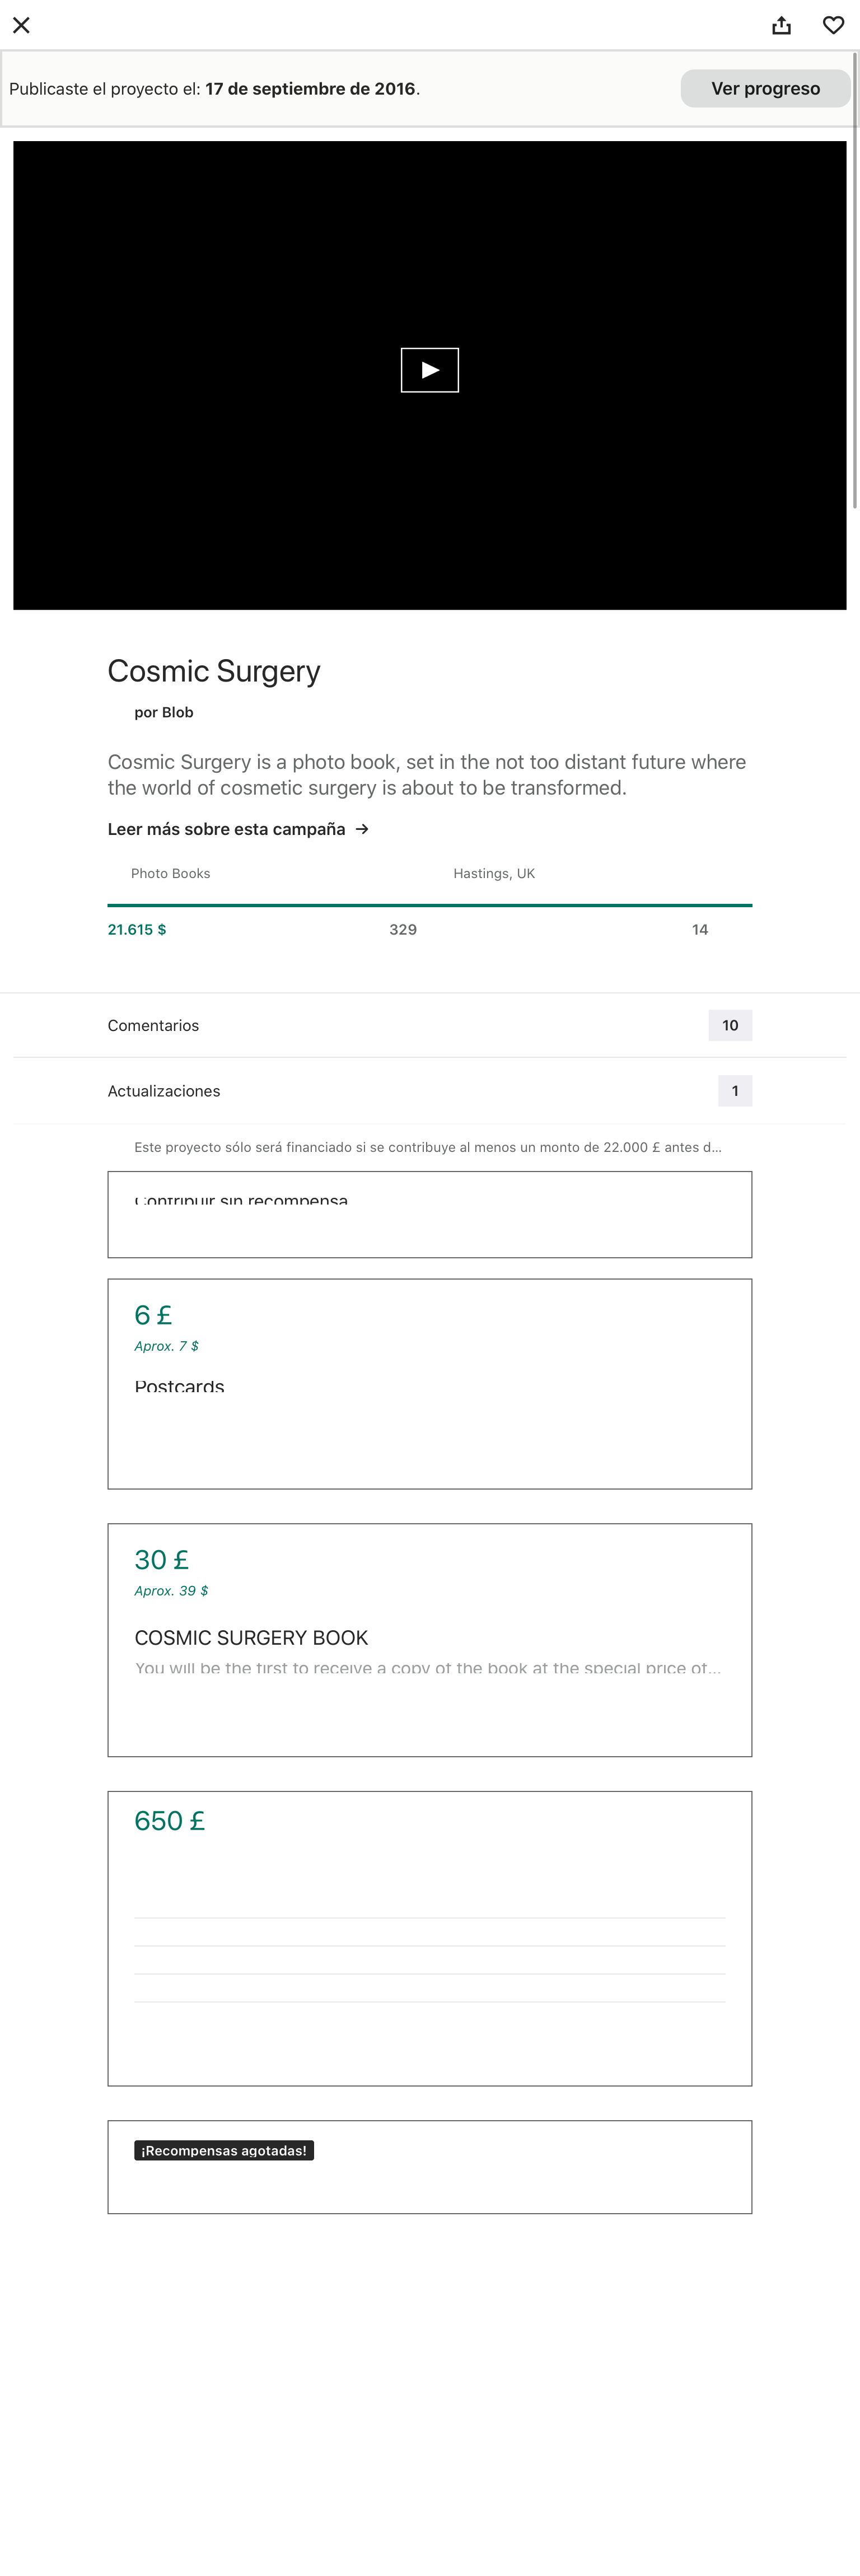 Publicaste el proyecto el: 17 de septiembre de 2016.
Ver progreso
Cosmic Surgery
por Blob
Cosmic Surgery is a photo book, set in the not too distant future where
the world of cosmetic surgery is about to be transformed.
Leer más sobre esta campaña →
Photo Books
Hastings, UK
21.615 $
329
14
Comentarios
10
Actualizaciones
1
Este proyecto sólo será financiado si se contribuye al menos un monto de 22.000 £ antes d...
Contribuir sin recompensa
6 £
Aprox. 7 $
Postcards
30 £
Aprox. 39 $
COSMIC SURGERY BOOK
You will be the first to receive a copy of the book at the special price of...
650 £
¡Recompensas agotadas!